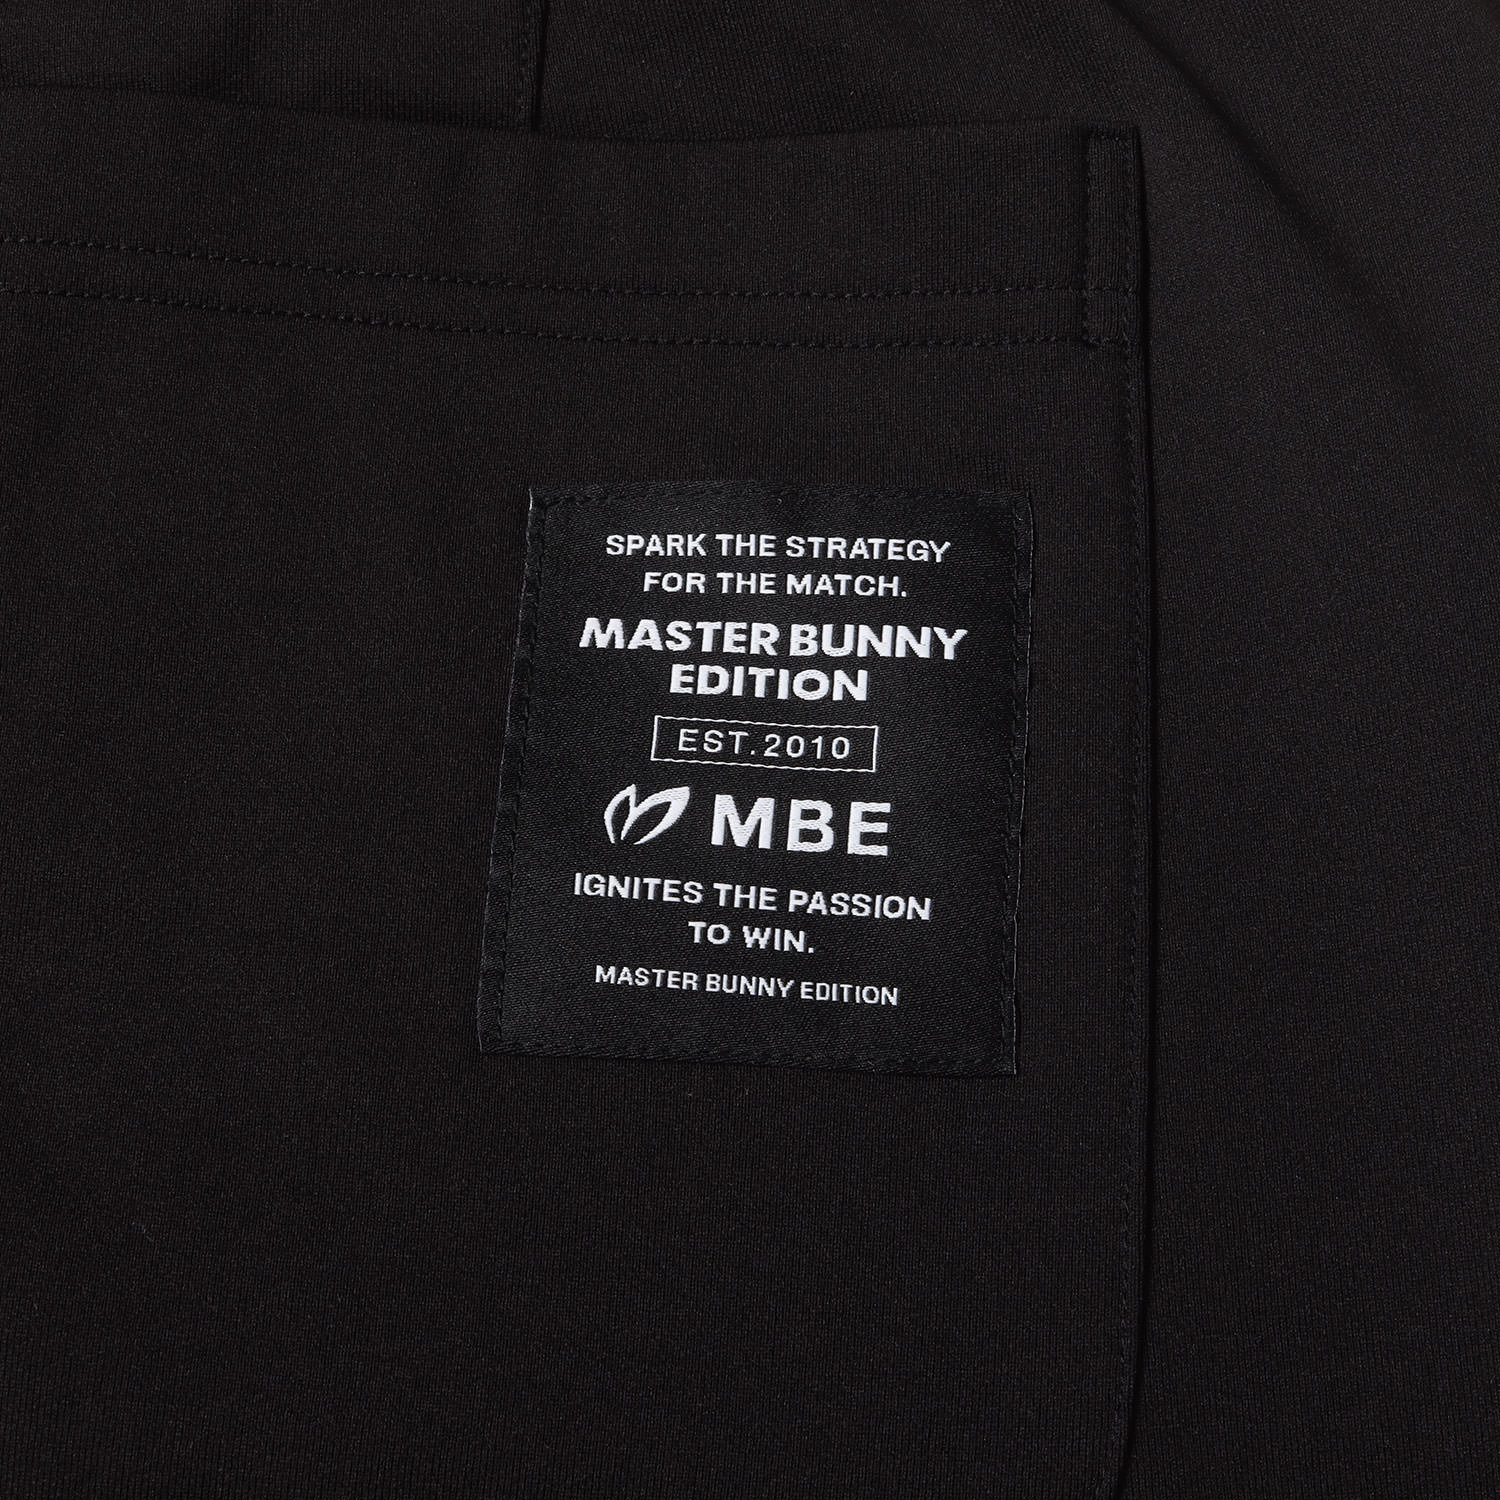 SPARK THE STRATEGY
FOR THE MATCH.
MASTER BUNNY
EDITION
EST.2010
MBE
IGNITES THE PASSION
TO WIN.
MASTER BUNNY EDITION